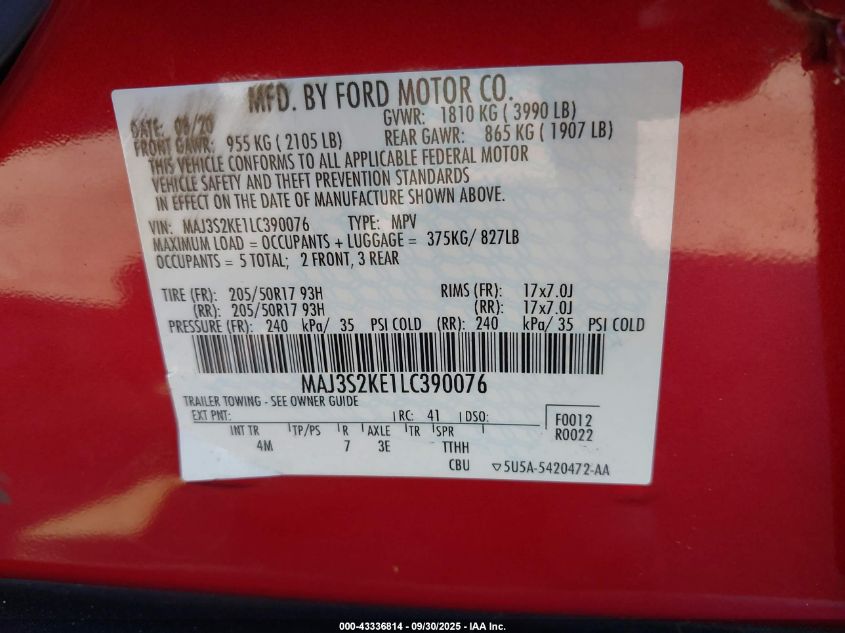 MFD. BY FORD MOTOR CO.
DATE: 06/20 GVWR: 1810 KG ( 3990 LB)
FRONT GAWR: 955 KG ( 2105 LB) REAR GAWR: 865 KG ( 1907 LB)
THIS VEHICLE CONFORMS TO ALL APPLICABLE FEDERAL MOTOR
VEHICLE SAFETY AND THEFT PREVENTION STANDARDS
IN EFFECT ON THE DATE OF MANUFACTURE SHOWN ABOVE.
VIN: MAJ3S2KE1LC390076 TYPE: MPV
MAXIMUM LOAD = OCCUPANTS + LUGGAGE = 375KG/ 827LB
OCCUPANTS = 5 TOTAL; 2 FRONT, 3 REAR
TIRE (FR): 205/50R17 93H RIMS (FR): 17x7.0J
(RR): 205/50R17 93H (RR): 17x7.0J
PRESSURE (FR): 240 kPa/ 35 PSI COLD (RR): 240 kPa/ 35 PSI COLD
MAJ3S2KE1LC390076
TRAILER TOWING - SEE OWNER GUIDE
EXT PNT: RC: 41 DSO: F0012
INT TR TP/PS R AXLE TR SPR R0022
4M 7 3E TTHH
CBU 5U5A-5420472-AA
000-43336814 - 09/30/2025 - IAA Inc.